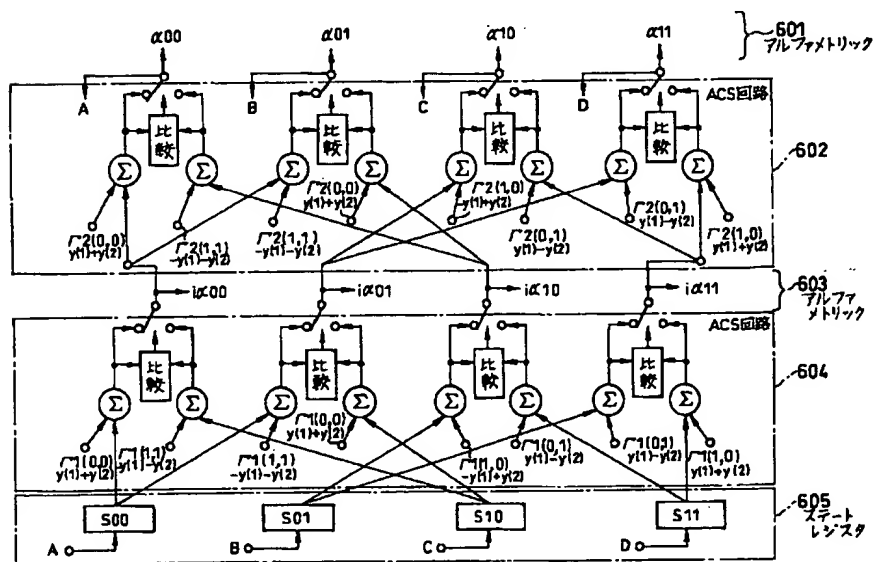 α00
α01
α10
α11
601
アルファメトリック
A
B
C
D
ACS回路
比較
比較
比較
比較
602
Σ
Σ
Σ
Σ
Σ
Σ
Σ
Σ
Γ2(0,0)
y(1)+y(2)
Γ2(1,1)
-y(1)-y(2)
Γ2(1,1)
-y(1)-y(2)
Γ2(0,0)
y(1)+y(2)
Γ2(1,0)
-y(1)+y(2)
Γ2(0,1)
y(1)-y(2)
Γ2(0,1)
y(1)-y(2)
Γ2(1,0)
y(1)+y(2)
iα00
iα01
iα10
iα11
603
アルファ
メトリック
ACS回路
比較
比較
比較
比較
604
Σ
Σ
Σ
Σ
Σ
Σ
Σ
Σ
Γ1(0,0)
y(1)+y(2)
Γ1(1,1)
-y(1)-y(2)
Γ1(1,1)
-y(1)-y(2)
Γ1(0,0)
y(1)+y(2)
Γ1(1,0)
-y(1)+y(2)
Γ1(0,1)
y(1)-y(2)
Γ1(0,1)
y(1)-y(2)
Γ1(1,0)
y(1)+y(2)
S00
S01
S10
S11
605
ステート
レジスタ
A
B
C
D